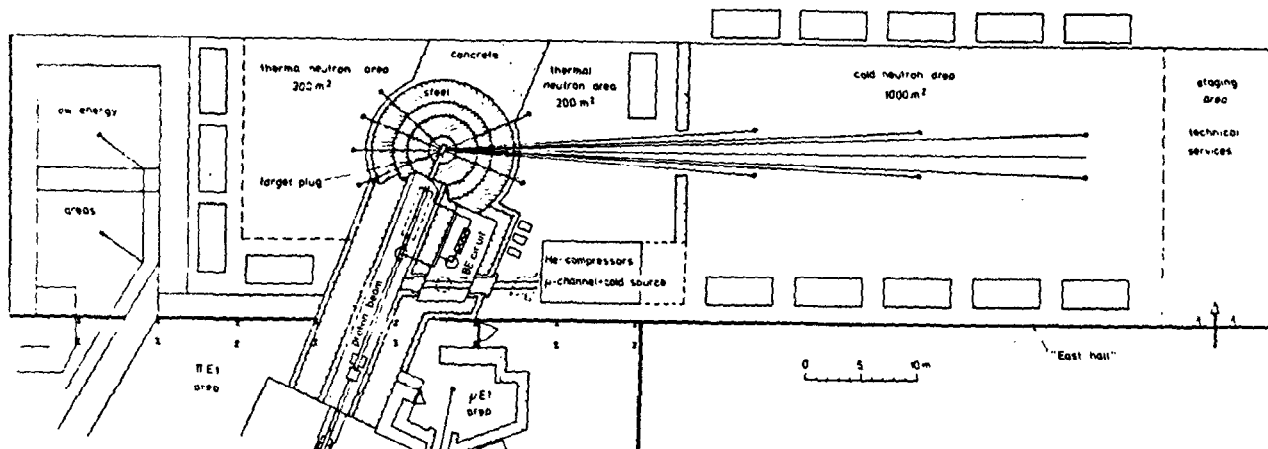 concrete
therma neutron area
300 m²
steel
thermal
neutron area
200 m²
cold neutron area
1000 m²
staging
area
technical
services
ow energy
areas
target plug
proton beam
BE circuit
He-compressors
μ-channel+cold source
πE1
area
μE1
area
0 5 10m
"East hall"